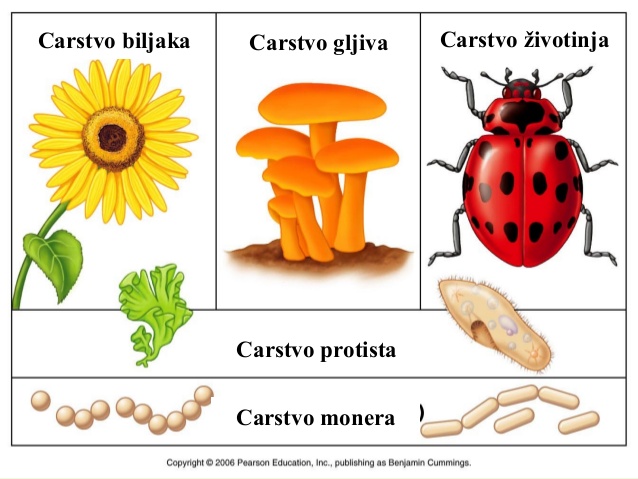 Carstvo biljaka
Carstvo gljiva
Carstvo životinja
Carstvo protista
Carstvo monera )
Copyright © 2006 Pearson Education, Inc., publishing as Benjamin Cummings.